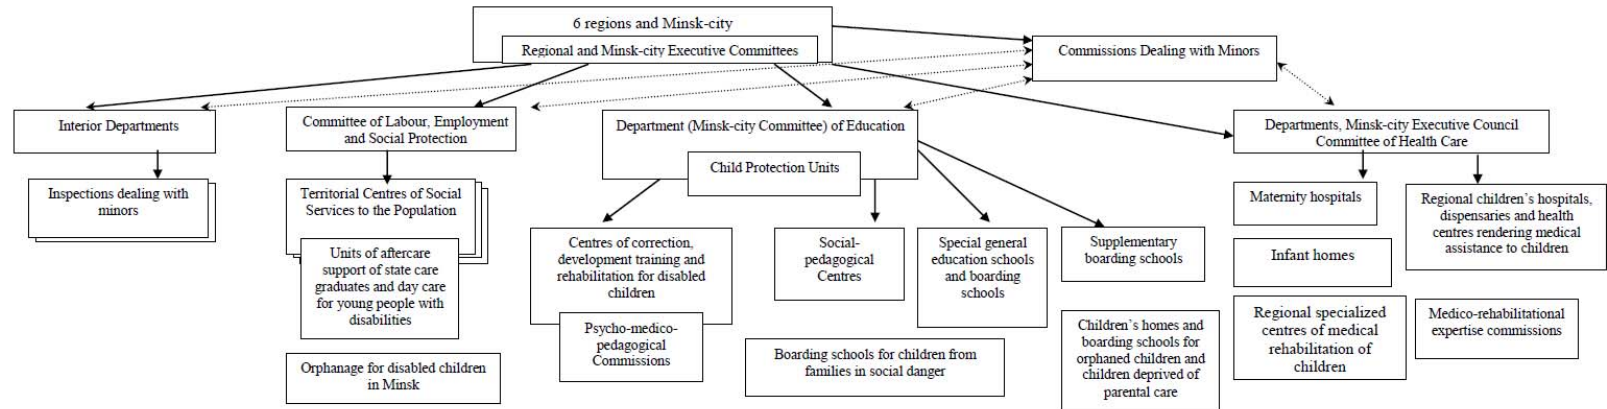 6 regions and Minsk-city
Regional and Minsk-city Executive Committees
Commissions Dealing with Minors
Interior Departments
Committee of Labour, Employment
and Social Protection
Department (Minsk-city Committee) of Education
Child Protection Units
Departments, Minsk-city Executive Council
Committee of Health Care
Inspections dealing with
minors
Territorial Centres of Social
Services to the Population
Units of aftercare
support of state care
graduates and day care
for young people with
disabilities
Orphanage for disabled children
in Minsk
Centres of correction,
development training and
rehabilitation for disabled
children
Psycho-medico-
pedagogical
Commissions
Social-
pedagogical
Centres
Special general
education schools
and boarding
schools
Supplementary
boarding schools
Boarding schools for children from
families in social danger
Children’s homes and
boarding schools for
orphaned children and
children deprived of
parental care
Maternity hospitals
Infant homes
Regional specialized
centres of medical
rehabilitation of
children
Regional children’s hospitals,
dispensaries and health
centres rendering medical
assistance to children
Medico-rehabilitational
expertise commissions